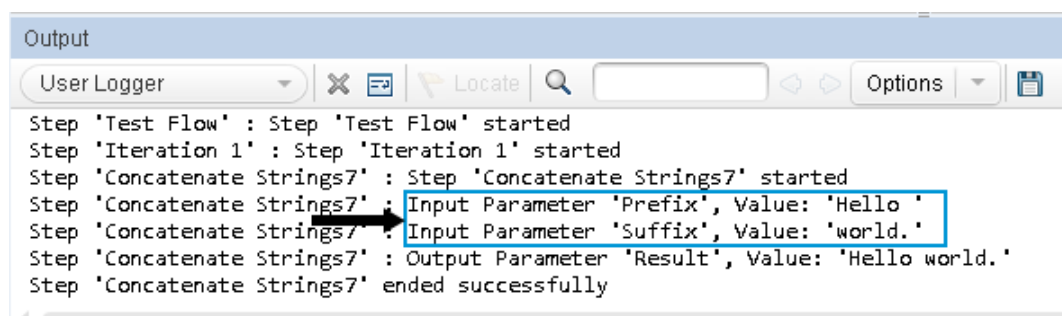 Output
User Logger Locate Options
Step 'Test Flow' : Step 'Test Flow' started
Step 'Iteration 1' : Step 'Iteration 1' started
Step 'Concatenate Strings7' : Step 'Concatenate Strings7' started
Step 'Concatenate Strings7' : Input Parameter 'Prefix', Value: 'Hello '
Step 'Concatenate Strings7' : Input Parameter 'Suffix', Value: 'world.'
Step 'Concatenate Strings7' : Output Parameter 'Result', Value: 'Hello world.'
Step 'Concatenate Strings7' ended successfully